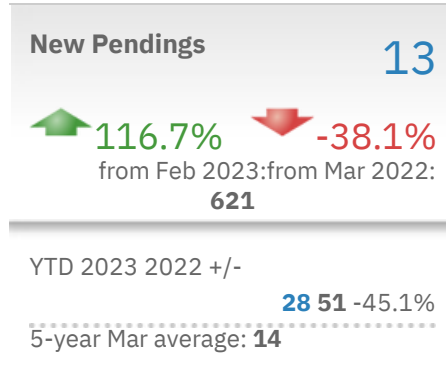 New Pendings
13
116.7% -38.1%
from Feb 2023:from Mar 2022:
621
YTD 2023 2022 +/-
28 51 -45.1%
5-year Mar average: 14